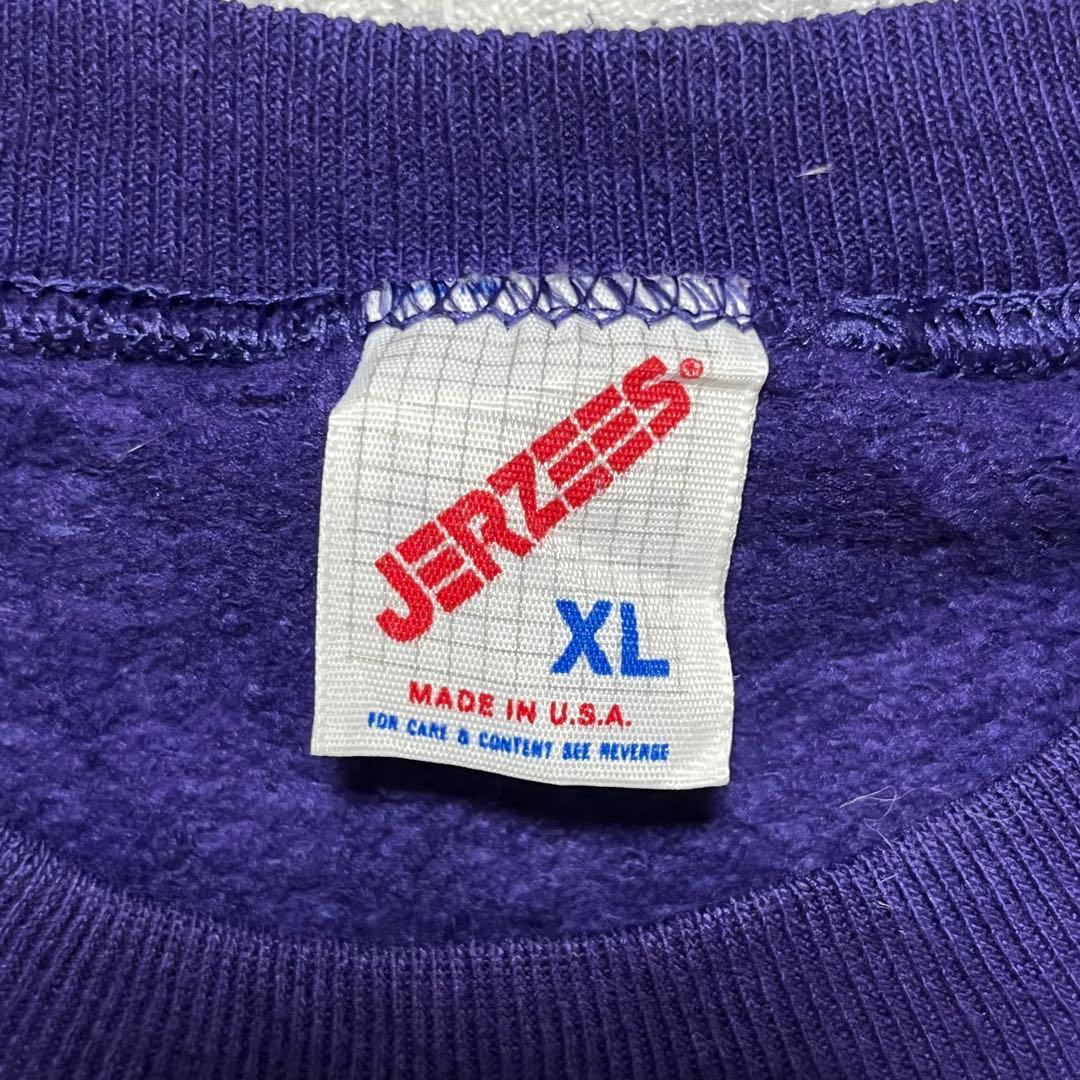 JERZEES®
XL
MADE IN U.S.A.
FOR CARE & CONTENT SEE REVERSE